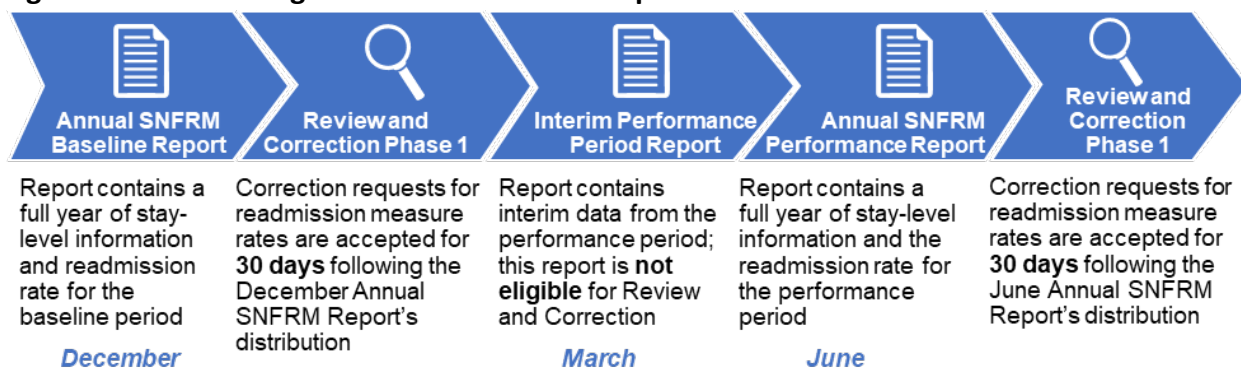 Annual SNFRM
Baseline Report
Review and
Correction Phase 1
Interim Performance
Period Report
Annual SNFRM
Performance Report
Review and
Correction
Phase 1
Report contains a
full year of stay-
level information
and readmission
rate for the
baseline period
December
Correction requests for
readmission measure
rates are accepted for
30 days following the
December Annual
SNFRM Report's
distribution
Report contains
interim data from the
performance period;
this report is not
eligible for Review
and Correction
March
Report contains a
full year of stay-level
information and the
readmission rate for
the performance
period
June
Correction requests for
readmission measure
rates are accepted for
30 days following the
June Annual SNFRM
Report's distribution